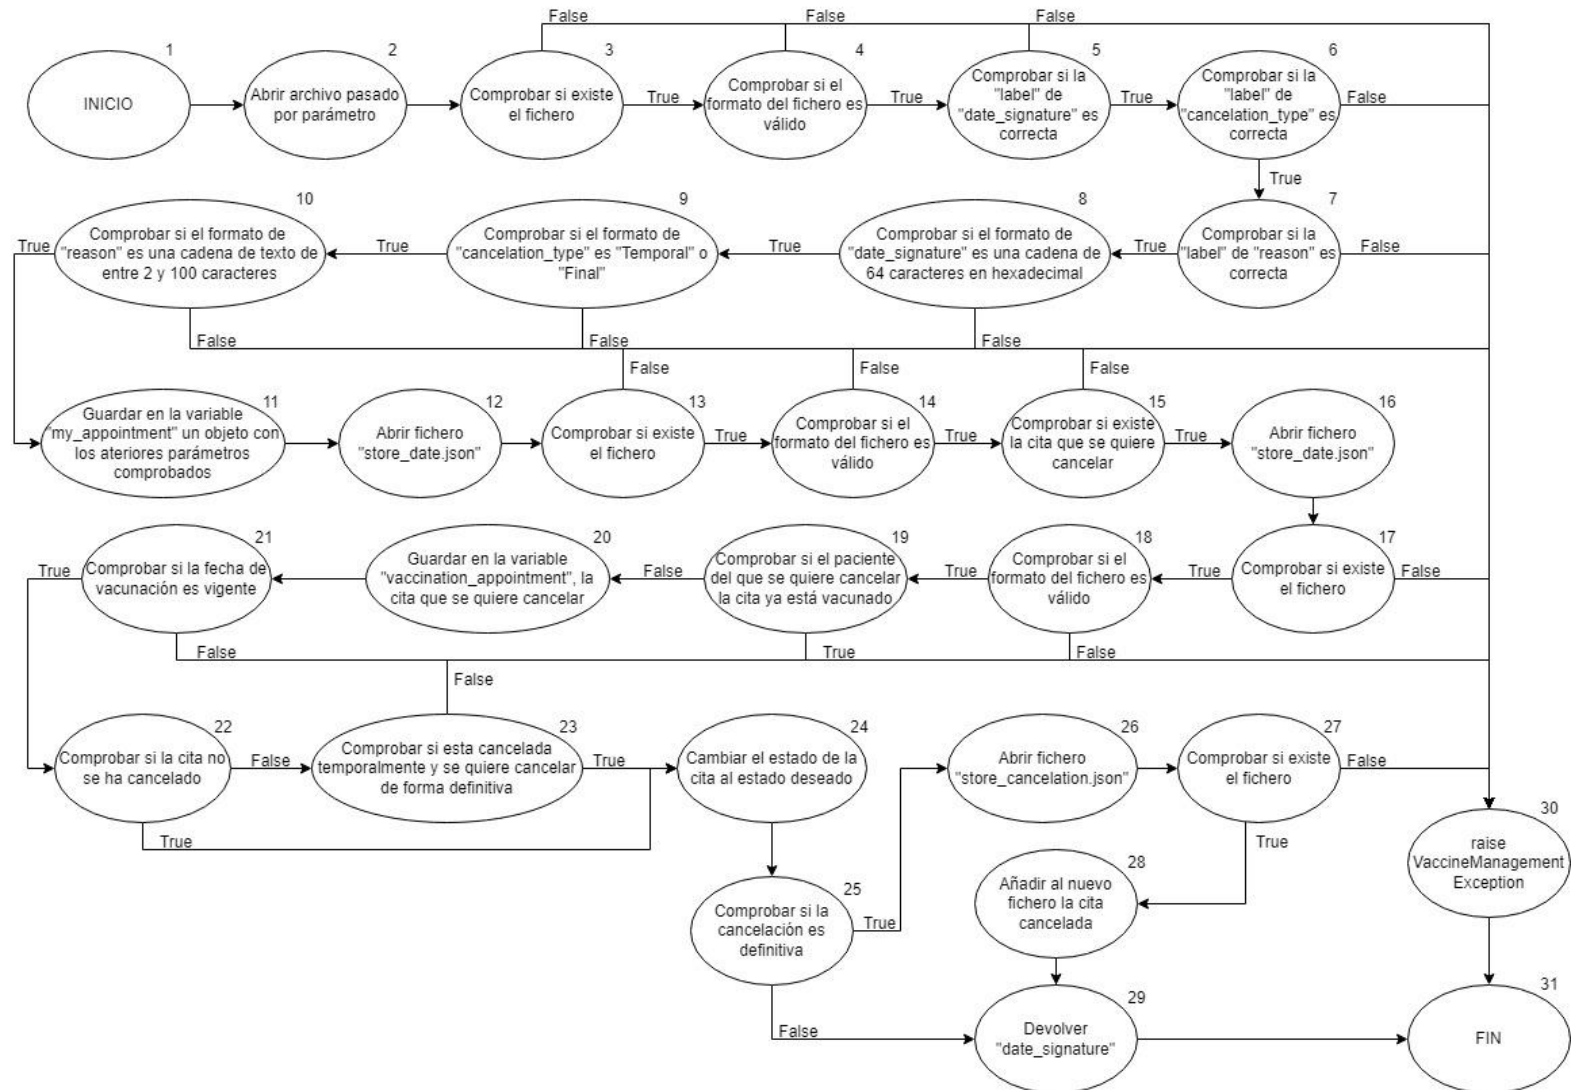 False
False
False
1
2
3
4
5
6
INICIO
Abrir archivo pasado
por parámetro
Comprobar si existe
el fichero
True
Comprobar si el
formato del fichero es
válido
True
Comprobar si la
"label" de
"date_signature" es
correcta
True
Comprobar si la
"label" de
"cancelation_type" es
correcta
False
True
10
9
8
7
True
Comprobar si el formato de
"reason" es una cadena de texto de
entre 2 y 100 caracteres
True
Comprobar si el formato de
"cancelation_type" es "Temporal" o
"Final"
True
Comprobar si el formato de
"date_signature" es una cadena de
64 caracteres en hexadecimal
True
Comprobar si la
"label" de "reason" es
correcta
False
False
False
False
False
False
False
11
12
13
14
15
16
Guardar en la variable
"my_appointment" un objeto con
los ateriores parámetros
comprobados
Abrir fichero
"store_date.json"
Comprobar si existe
el fichero
True
Comprobar si el
formato del fichero es
válido
True
Comprobar si existe
la cita que se quiere
cancelar
True
Abrir fichero
"store_date.json"
21
20
19
18
17
True
Comprobar si la fecha de
vacunación es vigente
Guardar en la variable
"vaccination_appointment", la
cita que se quiere cancelar
False
Comprobar si el paciente
del que se quiere cancelar
la cita ya está vacunado
True
Comprobar si el
formato del fichero es
válido
True
Comprobar si existe
el fichero
False
False
True
False
False
22
23
24
26
27
Comprobar si la cita no
se ha cancelado
False
Comprobar si esta cancelada
temporalmente y se quiere cancelar
de forma definitiva
True
Cambiar el estado de la
cita al estado deseado
Abrir fichero
"store_cancelation.json"
Comprobar si existe
el fichero
False
True
True
30
raise
VaccineManagement
Exception
28
Añadir al nuevo
fichero la cita
cancelada
25
Comprobar si la
cancelación es
definitiva
True
False
29
Devolver
"date_signature"
31
FIN